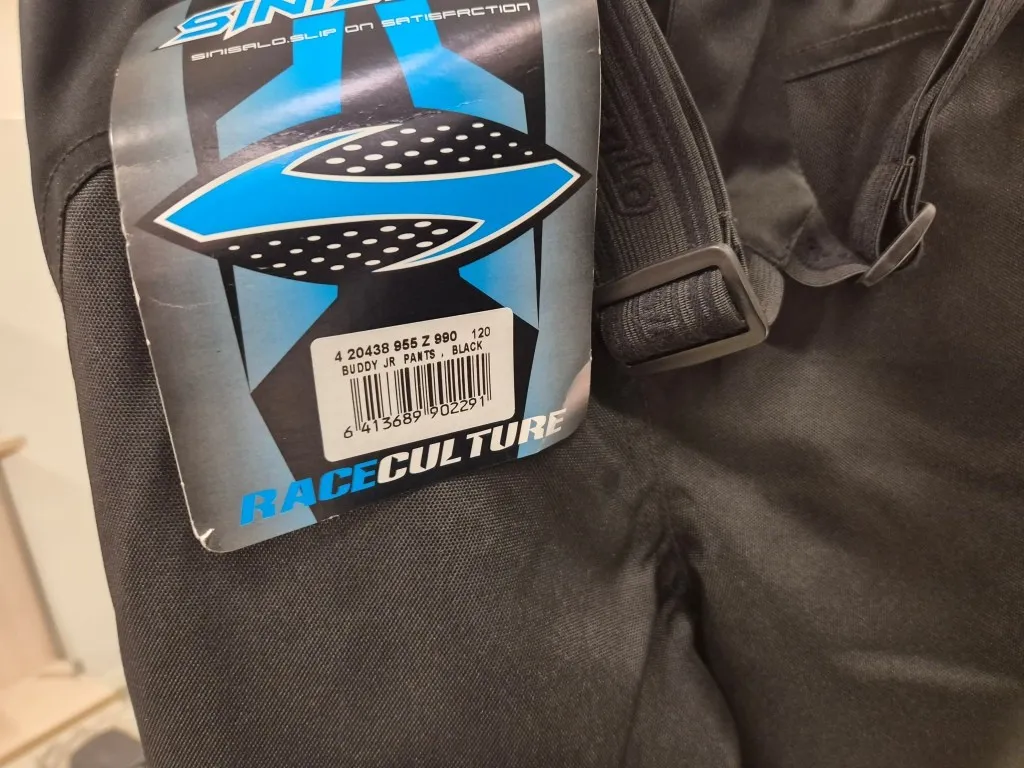 SINISALO.SLIP ON SATISFACTION
4 20438 955 Z 990 120
BUDDY JR PANTS , BLACK
6 413689 902291
RACECULTURE